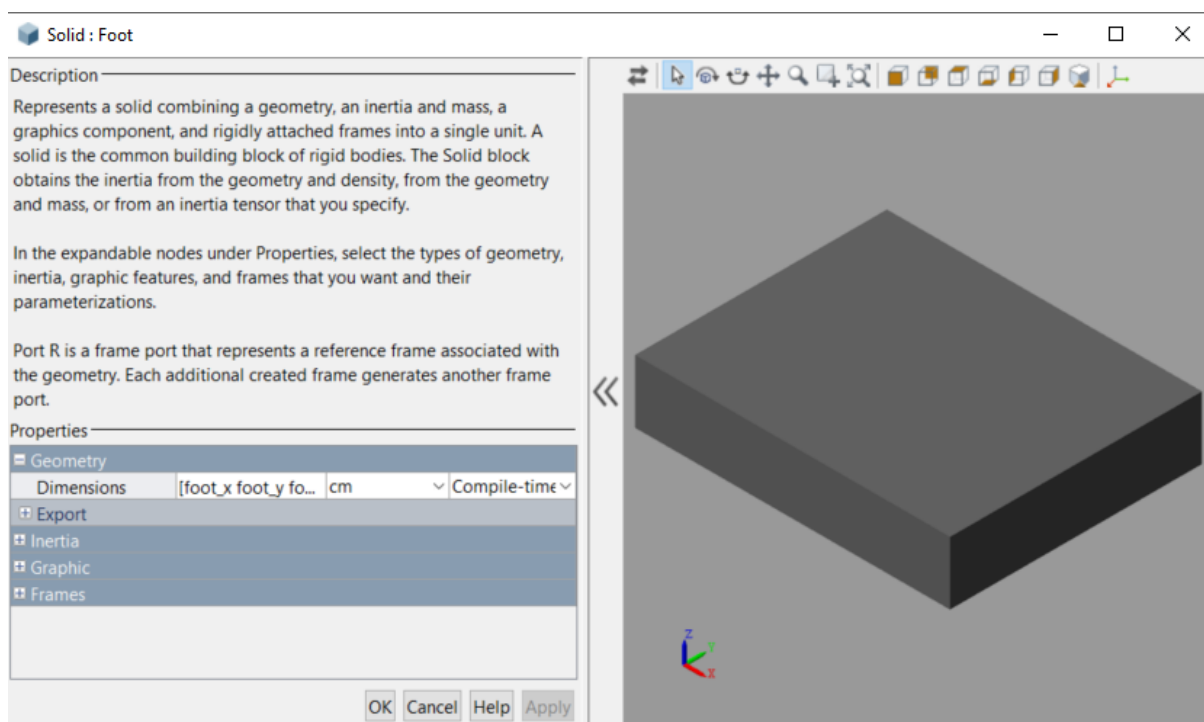 Solid : Foot
Description
Represents a solid combining a geometry, an inertia and mass, a
graphics component, and rigidly attached frames into a single unit. A
solid is the common building block of rigid bodies. The Solid block
obtains the inertia from the geometry and density, from the geometry
and mass, or from an inertia tensor that you specify.
In the expandable nodes under Properties, select the types of geometry,
inertia, graphic features, and frames that you want and their
parameterizations.
Port R is a frame port that represents a reference frame associated with
the geometry. Each additional created frame generates another frame
port.
Properties
Geometry
Dimensions [foot_x foot_y fo... cm Compile-time
Export
Inertia
Graphic
Frames
OK Cancel Help Apply
Z
Y
X